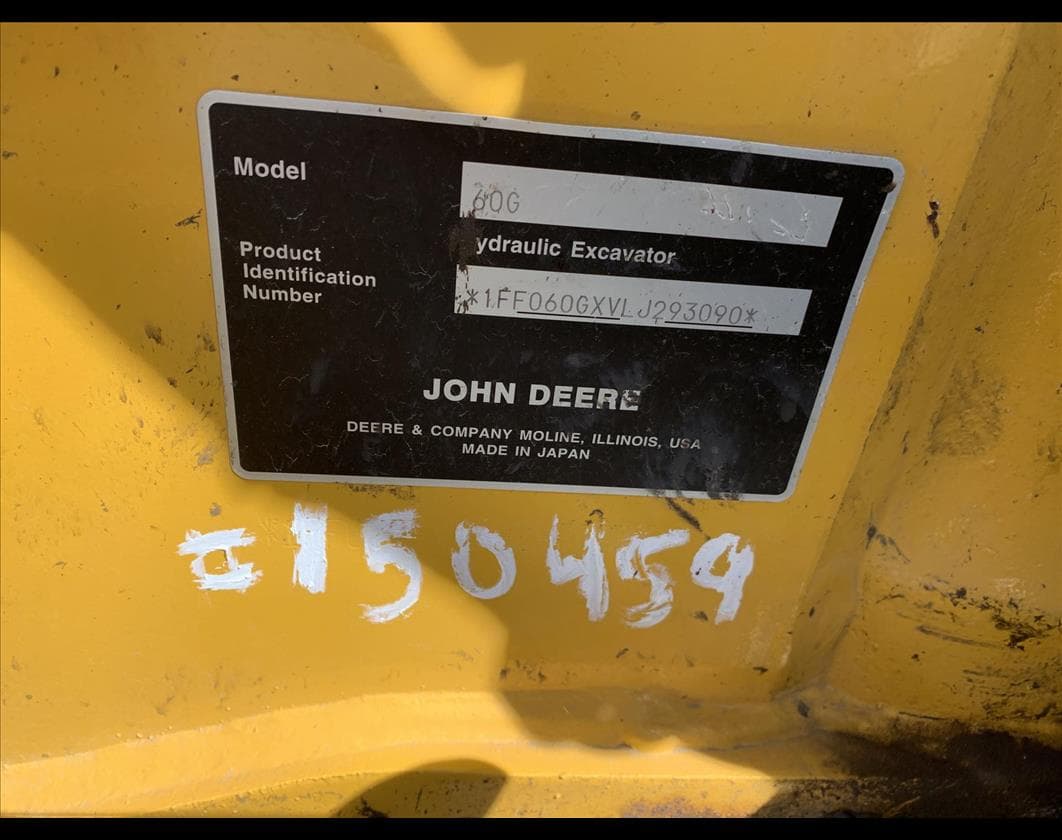 Model
60G
ydraulic Excavator
Product
Identification
Number
*1FF060GXVLJ293090*
JOHN DEERE
DEERE & COMPANY MOLINE, ILLINOIS, USA
MADE IN JAPAN
=150459